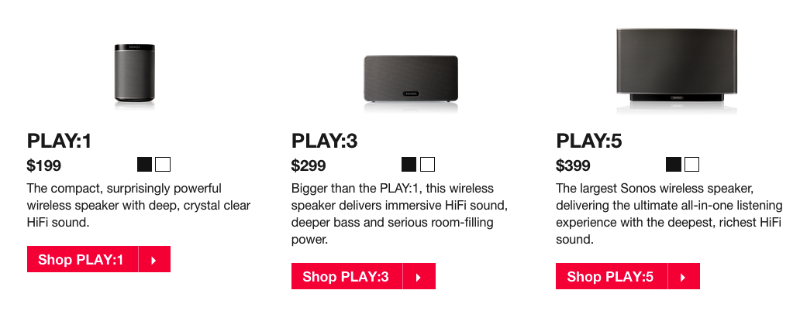 PLAY:1
$199
The compact, surprisingly powerful
wireless speaker with deep, crystal clear
HiFi sound.
Shop PLAY:1
PLAY:3
$299
Bigger than the PLAY:1, this wireless
speaker delivers immersive HiFi sound,
deeper bass and serious room-filling
power.
Shop PLAY:3
PLAY:5
$399
The largest Sonos wireless speaker,
delivering the ultimate all-in-one listening
experience with the deepest, richest HiFi
sound.
Shop PLAY:5